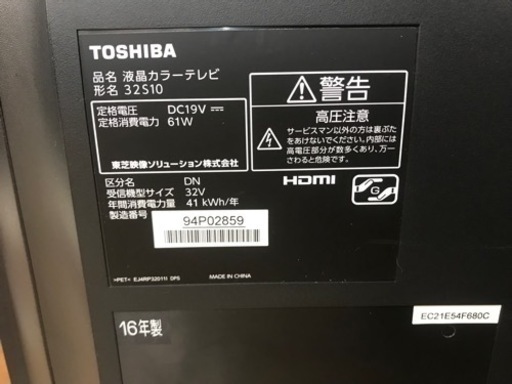 TOSHIBA
品名 液晶カラーテレビ
形名 32S10
定格電圧 DC19V
定格消費電力 61W
東芝映像ソリューション株式会社
区分名 DN
受信機型サイズ 32V
年間消費電力量 41 kWh/年
製造番号
94P02859
警告
高圧注意
サービスマン以外の方は裏ぶた
をあけないでください。内部には
高電圧部分が数多くあり、万一
さわると危険です。
HDMI
G
MADE IN CHINA
16年製
EC21E54F680C